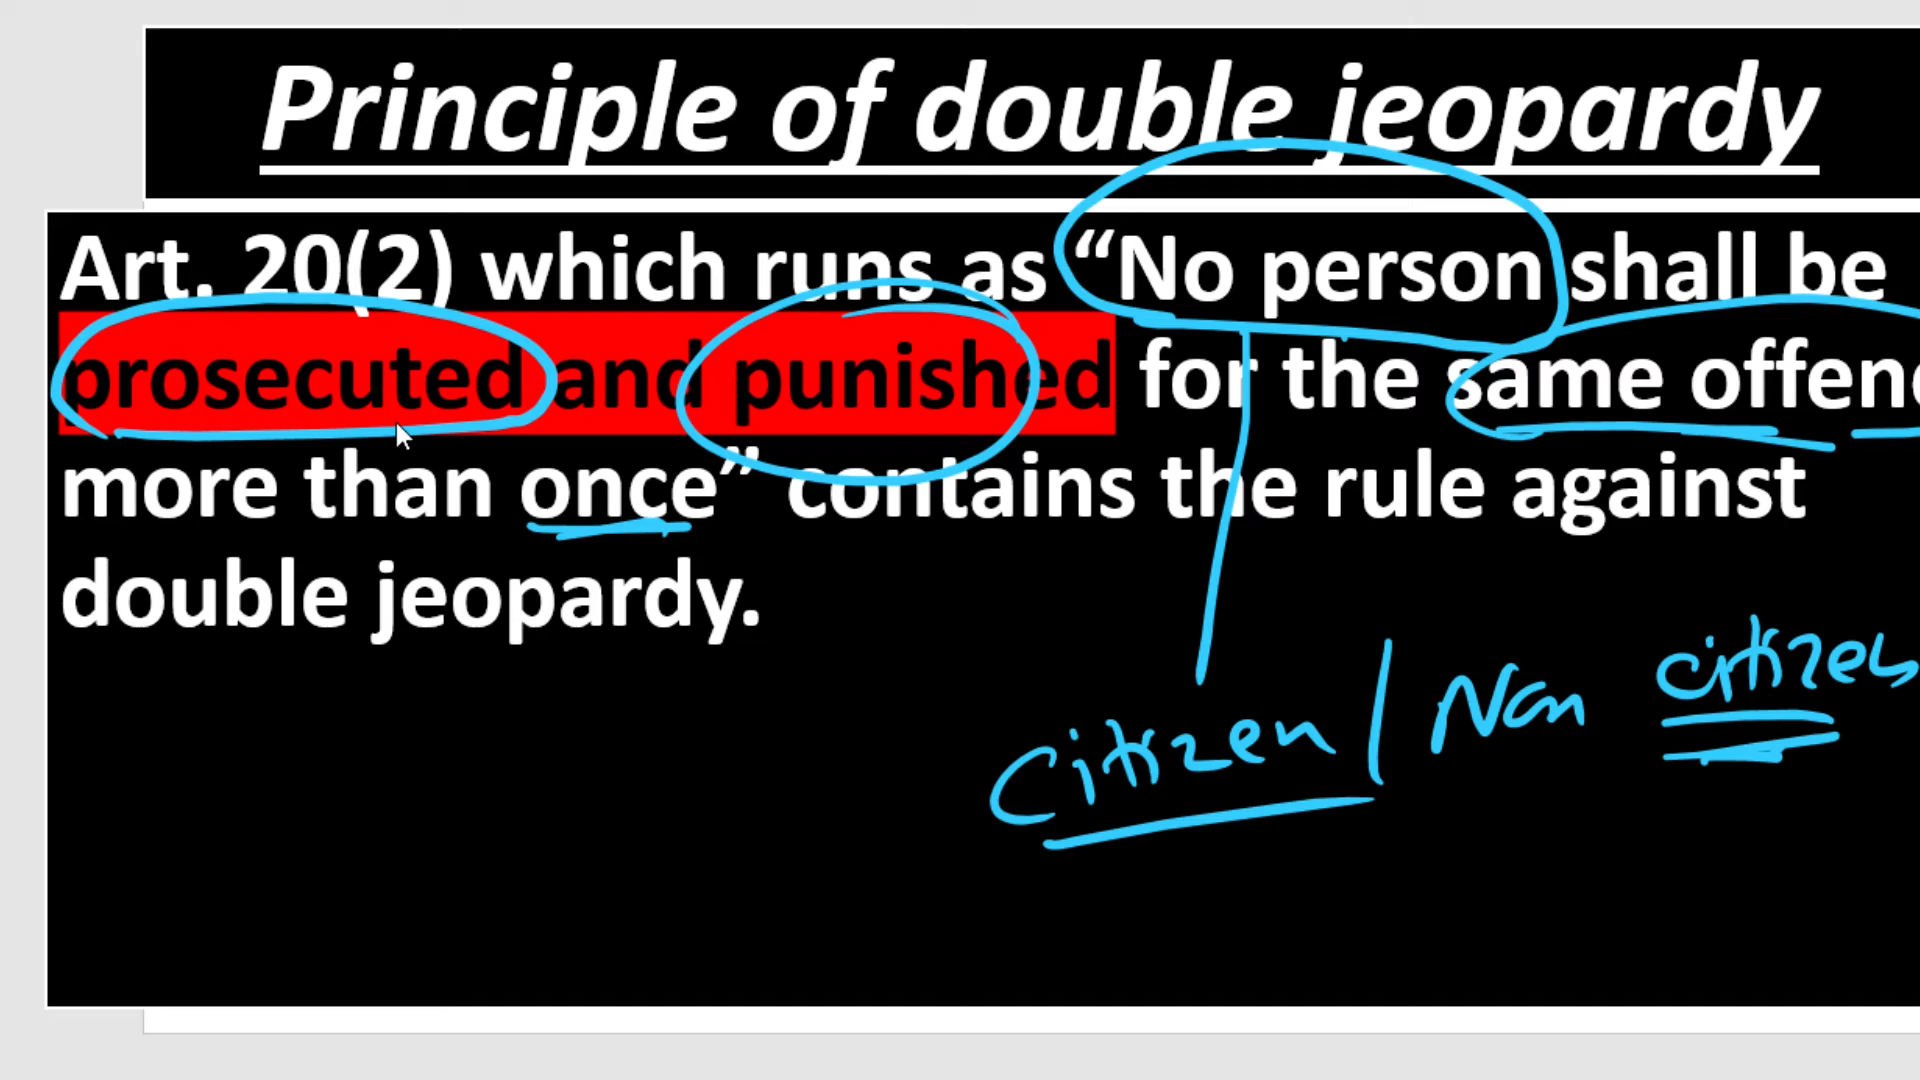 Principle of double jeopardy
Art. 20(2) which runs as “No person shall be
prosecuted and punished for the same offen
more than once” contains the rule against
double jeopardy.
Citizen / Non citizen